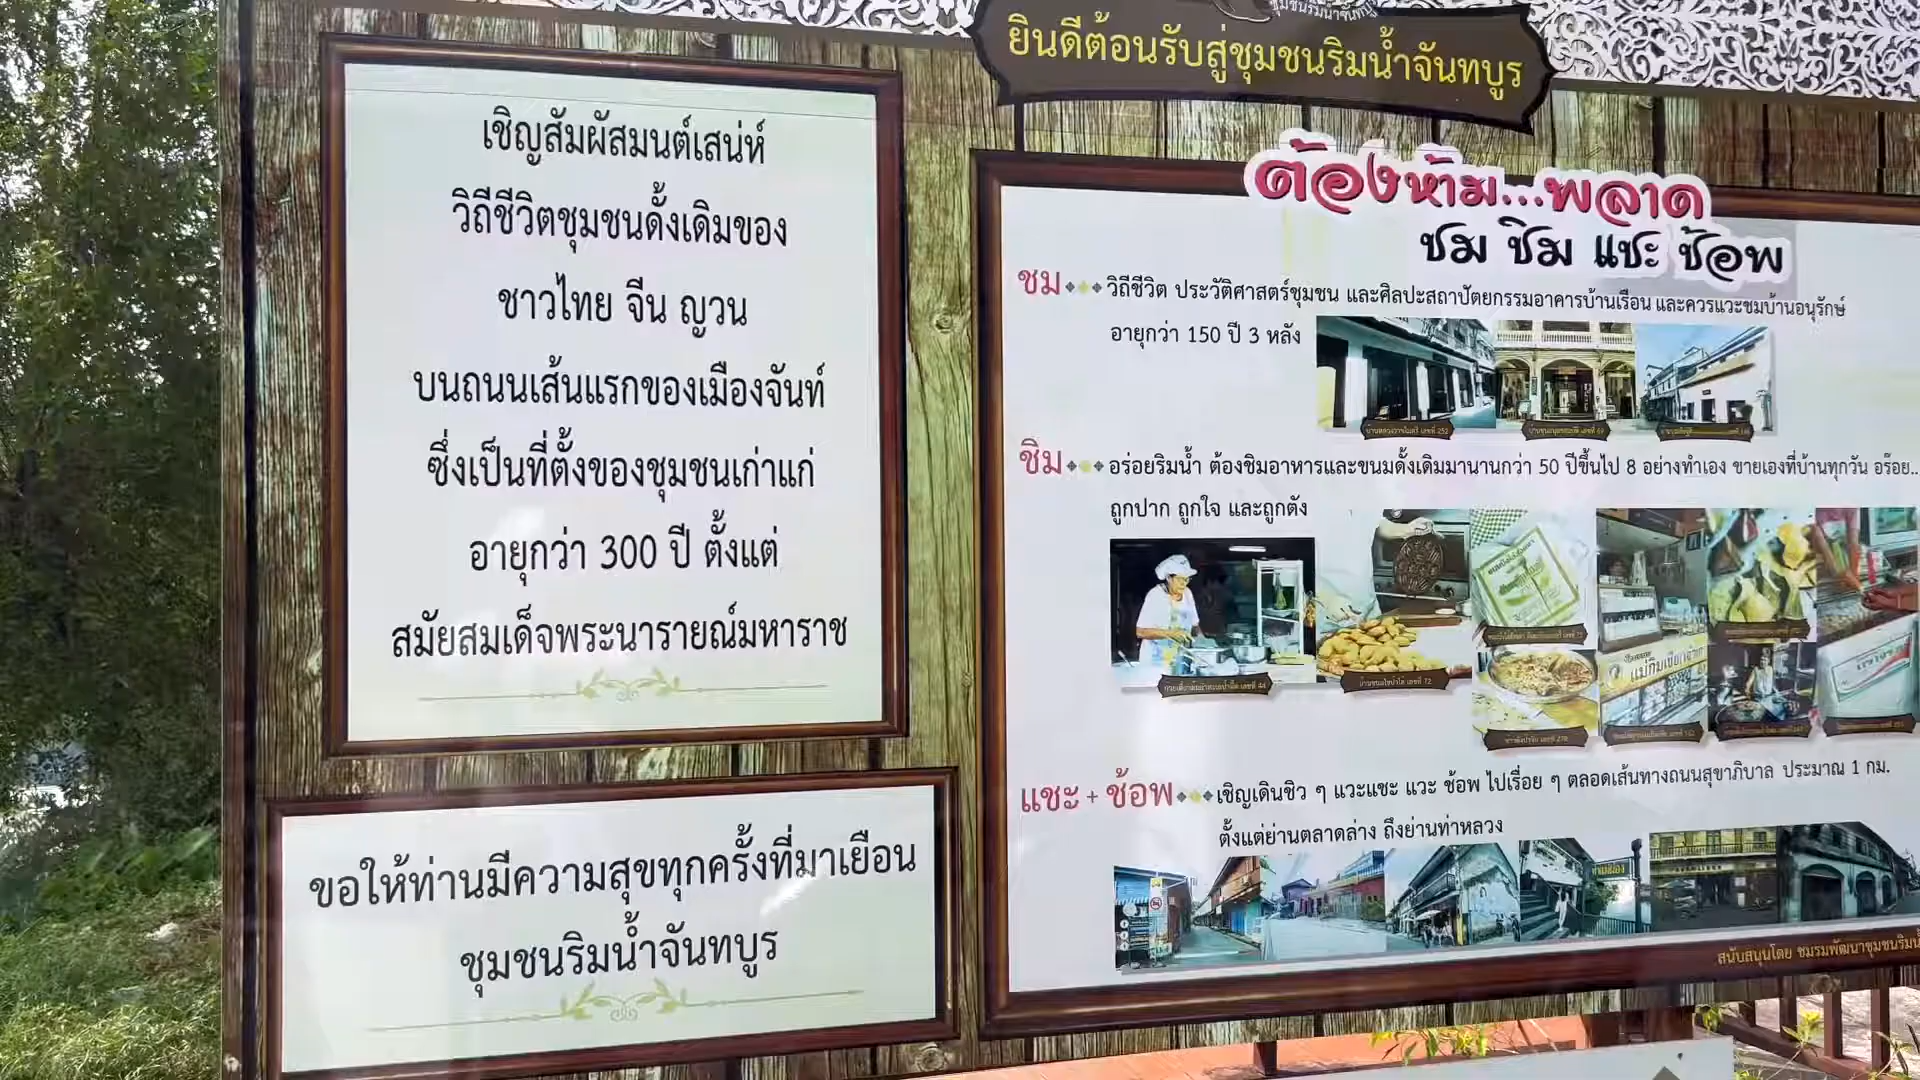 ยินดีต้อนรับสู่ชุมชนริมน้ำจันทบูร
เชิญสัมผัสมนต์เสน่ห์
วิถีชีวิตชุมชนดั้งเดิมของ
ชาวไทย จีน ญวน
บนถนนเส้นแรกของเมืองจันท์
ซึ่งเป็นที่ตั้งของชุมชนเก่าแก่
อายุกว่า 300 ปี ตั้งแต่
สมัยสมเด็จพระนารายณ์มหาราช
ขอให้ท่านมีความสุขทุกครั้งที่มาเยือน
ชุมชนริมน้ำจันทบูร
ต้องห้าม...พลาด
ชม ชิม แชะ ช้อพ
ชม วิถีชีวิต ประวัติศาสตร์ชุมชน และศิลปะสถาปัตยกรรมอาคารบ้านเรือน และควรแวะชมบ้านอนุรักษ์
อายุกว่า 150 ปี 3 หลัง
ชิม อร่อยริมน้ำ ต้องชิมอาหารและขนมดั้งเดิมมานานกว่า 50 ปีขึ้นไป 8 อย่างทำเอง ขายเองที่บ้านทุกวัน อร๊อย...
ถูกปาก ถูกใจ และถูกตัง
แชะ + ช้อพ เชิญเดินชิว ๆ แวะแชะ แวะ ช้อพ ไปเรื่อย ๆ ตลอดเส้นทางถนนสุขาภิบาล ประมาณ 1 กม.
ตั้งแต่ย่านตลาดล่าง ถึงย่านท่าหลวง
สนับสนุนโดย ชมรมพัฒนาชุมชนริมน้